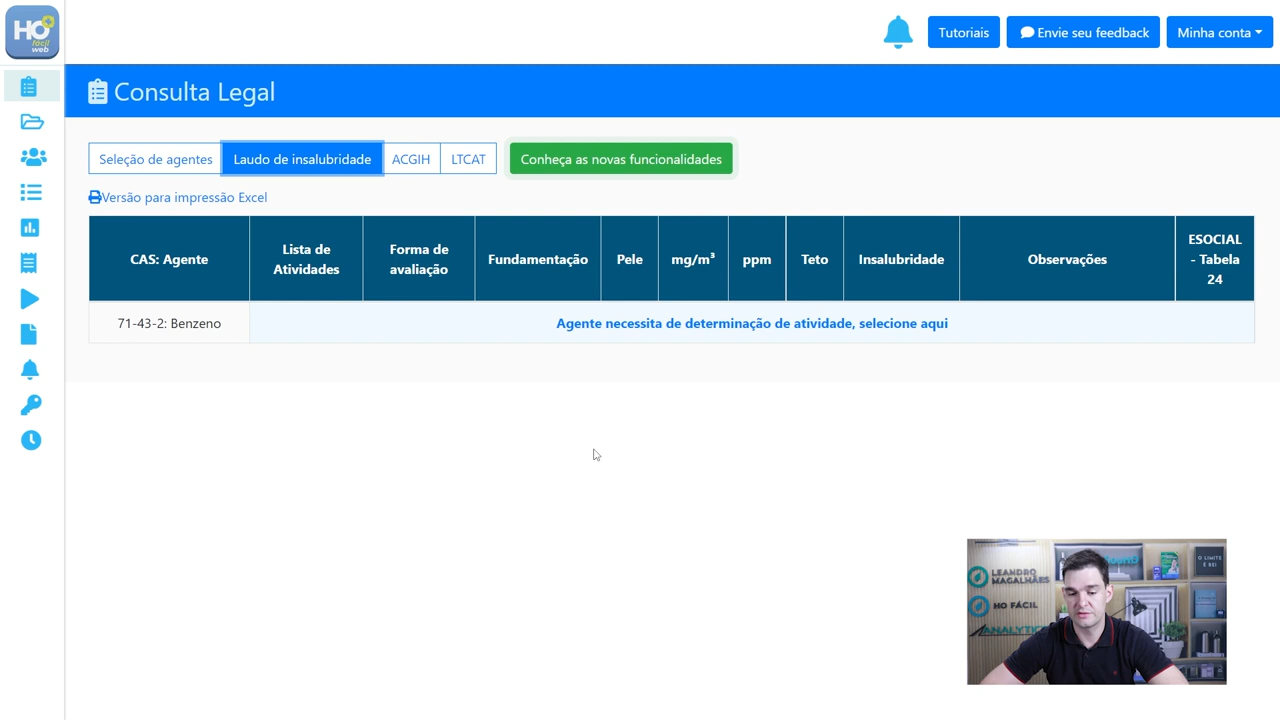 HO
fácil
web
Tutoriais
Envie seu feedback
Minha conta
Consulta Legal
Seleção de agentes
Laudo de insalubridade
ACGIH
LTCAT
Conheça as novas funcionalidades
Versão para impressão Excel
CAS: Agente
Lista de
Atividades
Forma de
avaliação
Fundamentação
Pele
mg/m³
ppm
Teto
Insalubridade
Observações
ESOCIAL
- Tabela
24
71-43-2: Benzeno
Agente necessita de determinação de atividade, selecione aqui
LEANDRO
MAGALHÃES
HO FÁCIL
ANALYTICS
O LIMITE
É REI